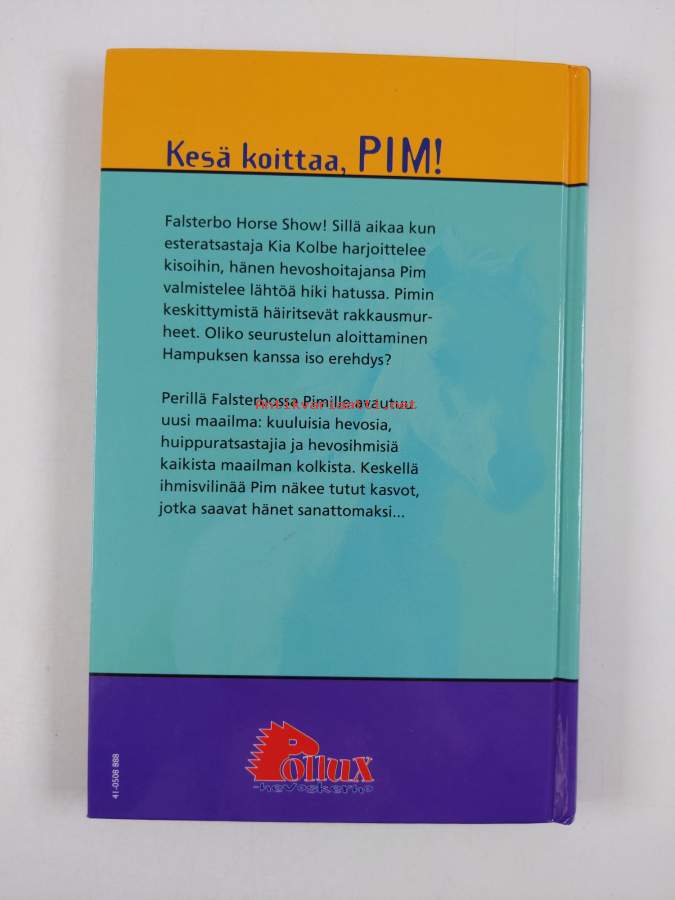 Kesä koittaa, PIM!
Falsterbo Horse Show! Sillä aikaa kun
esteratsastaja Kia Kolbe harjoittelee
kisoihin, hänen hevoshoitajansa Pim
valmistelee lähtöä hiki hatussa. Pimin
keskittymistä häiritsevät rakkausmur-
heet. Oliko seurustelun aloittaminen
Hampuksen kanssa iso erehdys?
Perillä Falsterbossa Pimille avautuu
Antikvariaatti.net
uusi maailma: kuuluisia hevosia,
huippuratsastajia ja hevosihmisiä
kaikista maailman kolkista. Keskellä
ihmisvilinää Pim näkee tutut kasvot,
jotka saavat hänet sanattomaksi...
Pollux
-hevoskerho
41-0508 888